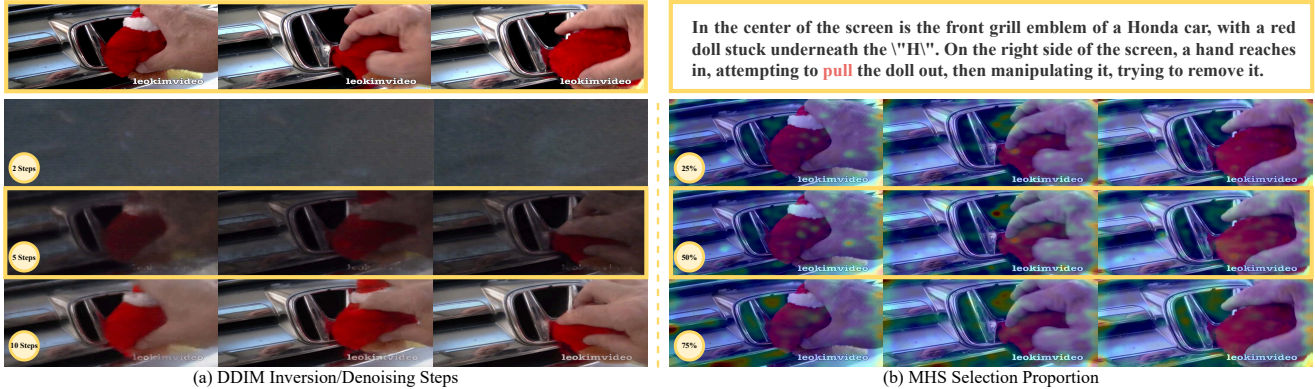 leokimvideo
In the center of the screen is the front grill emblem of a Honda car, with a red
doll stuck underneath the \"H\". On the right side of the screen, a hand reaches
in, attempting to pull the doll out, then manipulating it, trying to remove it.
2 Steps
25%
leokimvideo
leokimvideo
leokimvideo
5 Steps
leokimvideo
leokimvideo
leokimvideo
50%
leokimvideo
leokimvideo
leokimvideo
10 Steps
leokimvideo
leokimvideo
leokimvideo
75%
leokimvideo
leokimvideo
leokimvideo
(a) DDIM Inversion/Denoising Steps
(b) MHS Selection Proportion